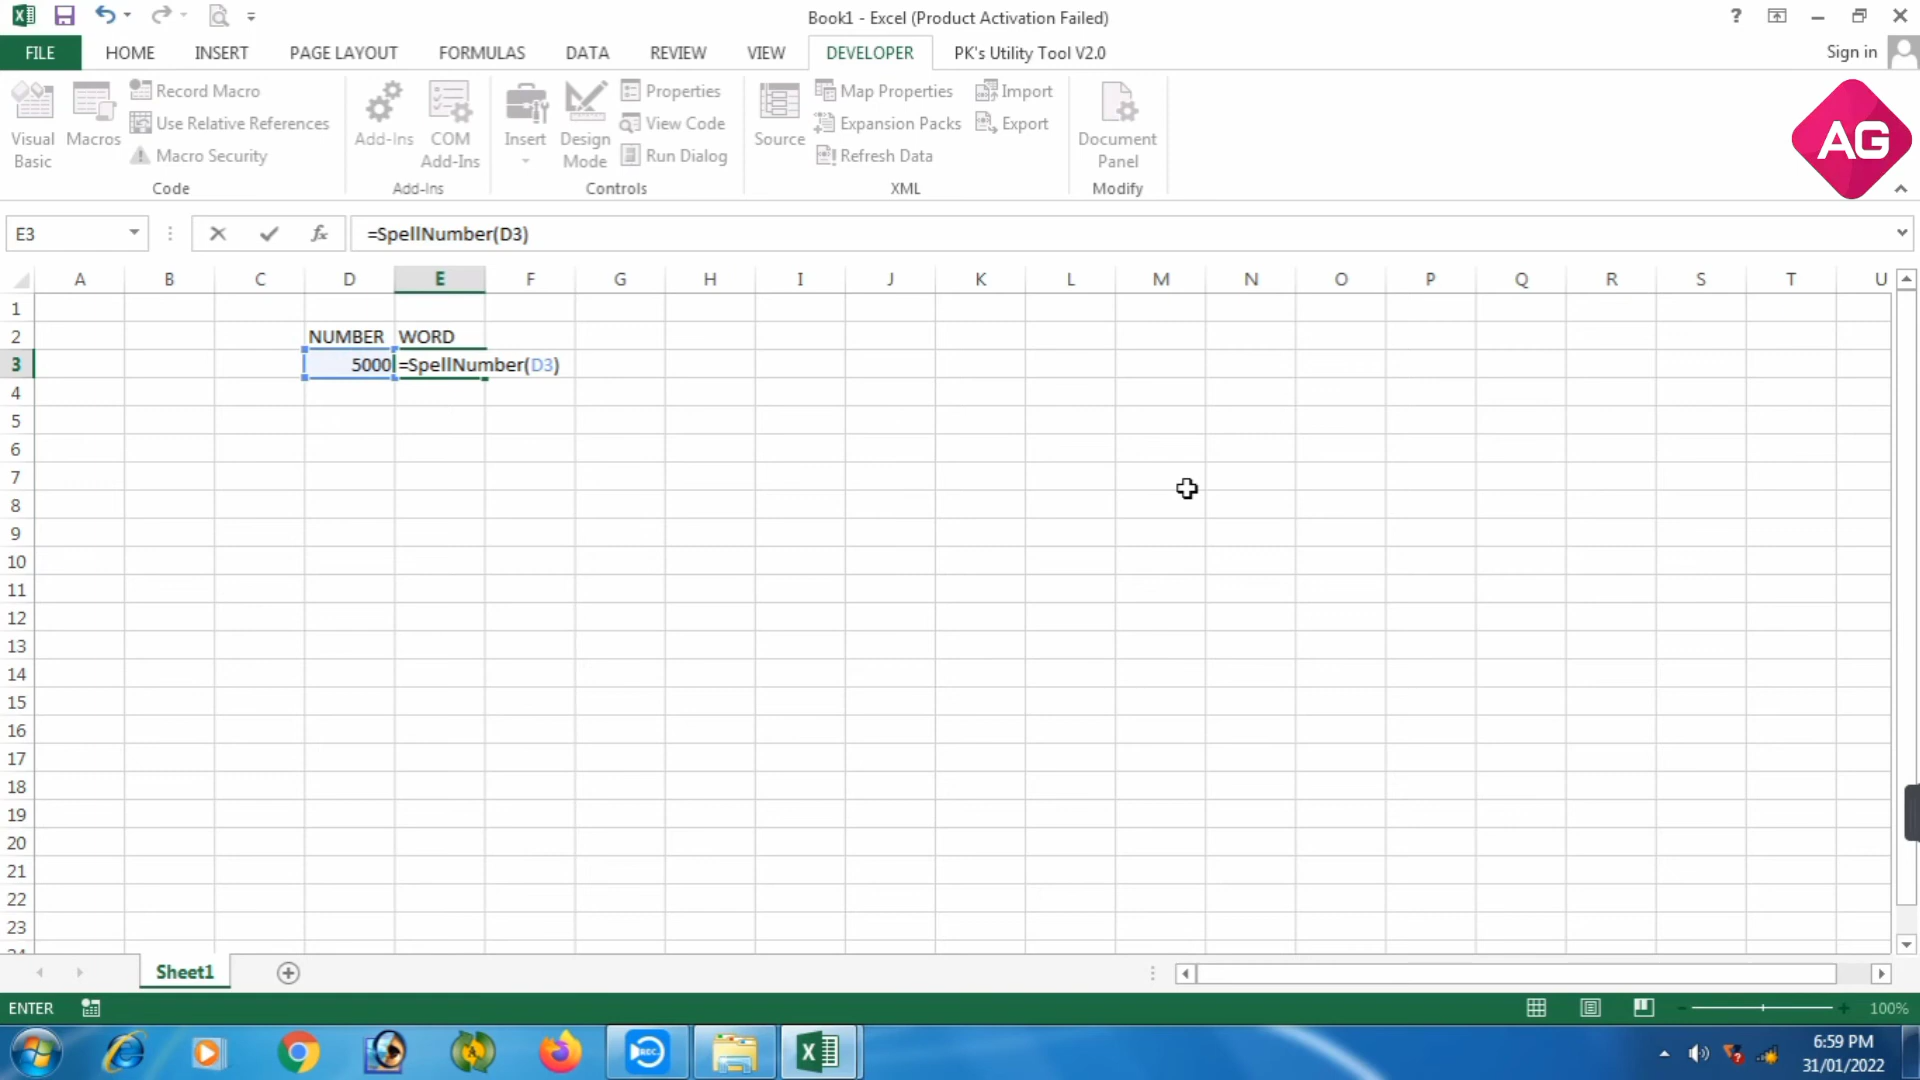 Book1 - Excel (Product Activation Failed)
?
FILE HOME INSERT PAGE LAYOUT FORMULAS DATA REVIEW VIEW DEVELOPER PK's Utility Tool V2.0 Sign in
Visual Basic
Macros
Record Macro
Use Relative References
Macro Security
Code
Add-Ins
COM Add-Ins
Add-Ins
Insert
Design Mode
Properties
View Code
Run Dialog
Controls
Source
Map Properties
Expansion Packs
Refresh Data
Import
Export
XML
Document Panel
Modify
AG
E3 fx =SpellNumber(D3)
A B C D E F G H I J K L M N O P Q R S T U
1
2 NUMBER WORD
3 5000 =SpellNumber(D3)
4
5
6
7
8
9
10
11
12
13
14
15
16
17
18
19
20
21
22
23
24
Sheet1
ENTER 100%
REC
6:59 PM
31/01/2022